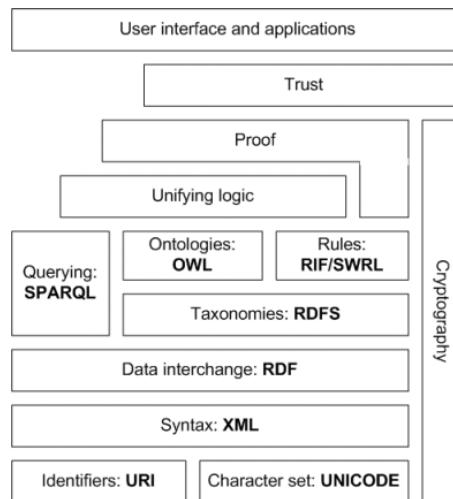 User interface and applications
Trust
Proof
Unifying logic
Querying:
SPARQL
Ontologies:
OWL
Rules:
RIF/SWRL
Taxonomies: RDFS
Cryptography
Data interchange: RDF
Syntax: XML
Identifiers: URI
Character set: UNICODE